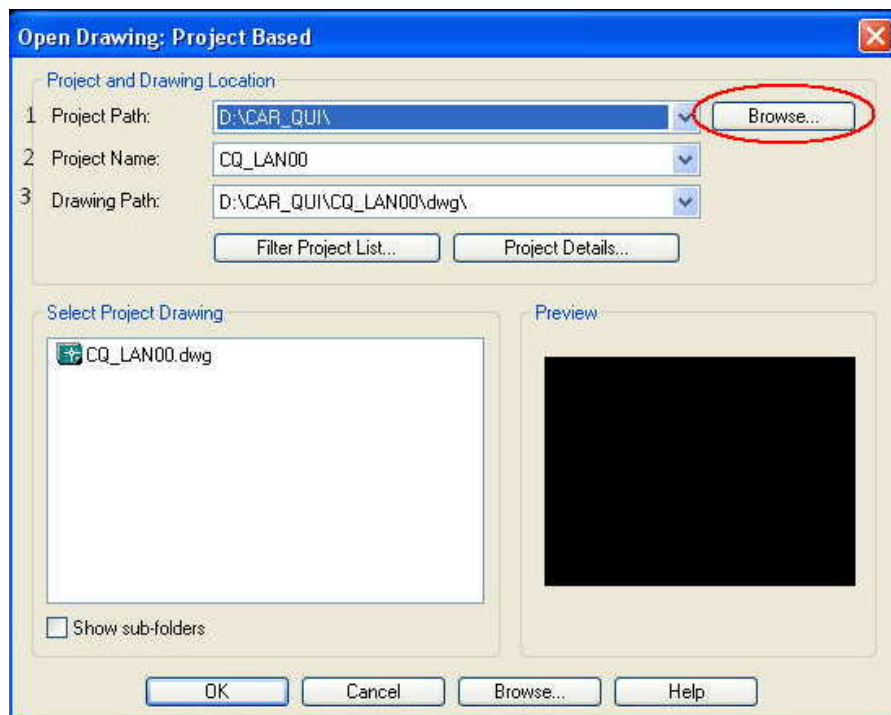 Open Drawing: Project Based
Project and Drawing Location
1 Project Path: D:\CAR_QUI\ Browse...
2 Project Name: CQ_LAN00
3 Drawing Path: D:\CAR_QUI\CQ_LAN00\dwg\
Filter Project List... Project Details...
Select Project Drawing Preview
CQ_LAN00.dwg
Show sub-folders
OK Cancel Browse... Help